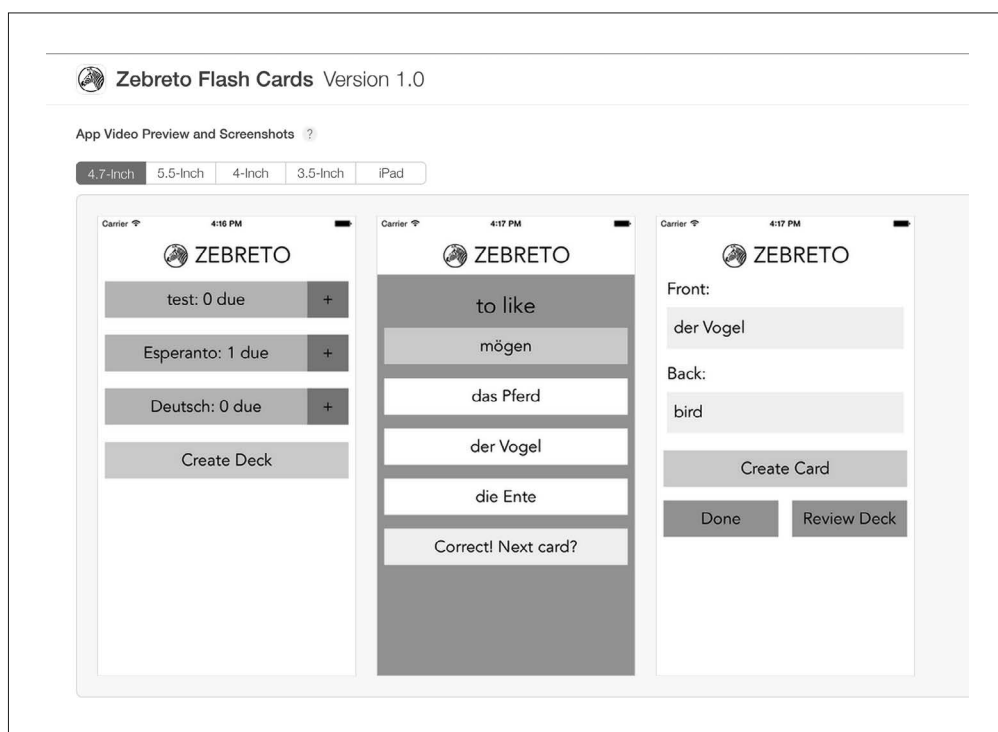 Zebreto Flash Cards Version 1.0
App Video Preview and Screenshots ?
4.7-Inch 5.5-Inch 4-Inch 3.5-Inch iPad
Carrier 4:16 PM
ZEBRETO
test: 0 due +
Esperanto: 1 due +
Deutsch: 0 due +
Create Deck
Carrier 4:17 PM
ZEBRETO
to like
mögen
das Pferd
der Vogel
die Ente
Correct! Next card?
Carrier 4:17 PM
ZEBRETO
Front:
der Vogel
Back:
bird
Create Card
Done Review Deck